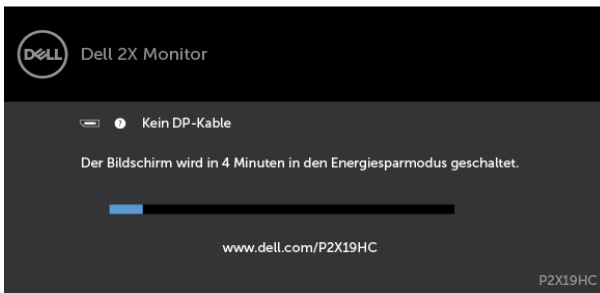 DELL
Dell 2X Monitor
? Kein DP-Kable
Der Bildschirm wird in 4 Minuten in den Energiesparmodus geschaltet.
www.dell.com/P2X19HC
P2X19HC